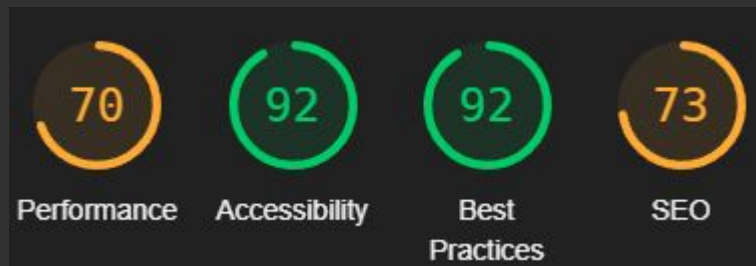 70
92
92
73
Performance
Accessibility
Best
Practices
SEO